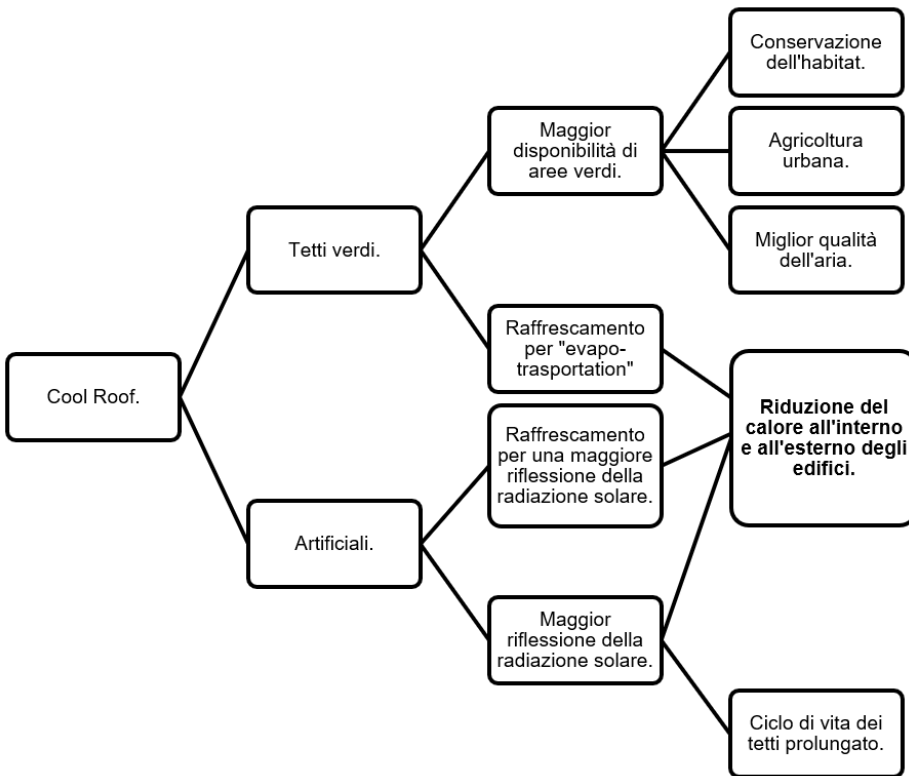 Cool Roof.
Tetti verdi.
Artificiali.
Maggior
disponibilità di
aree verdi.
Raffrescamento
per "evapo-
trasportation"
Raffrescamento
per una maggiore
riflessione della
radiazione solare.
Maggior
riflessione della
radiazione solare.
Conservazione
dell'habitat.
Agricoltura
urbana.
Miglior qualità
dell'aria.
Riduzione del
calore all'interno
e all'esterno degli
edifici.
Ciclo di vita dei
tetti prolungato.